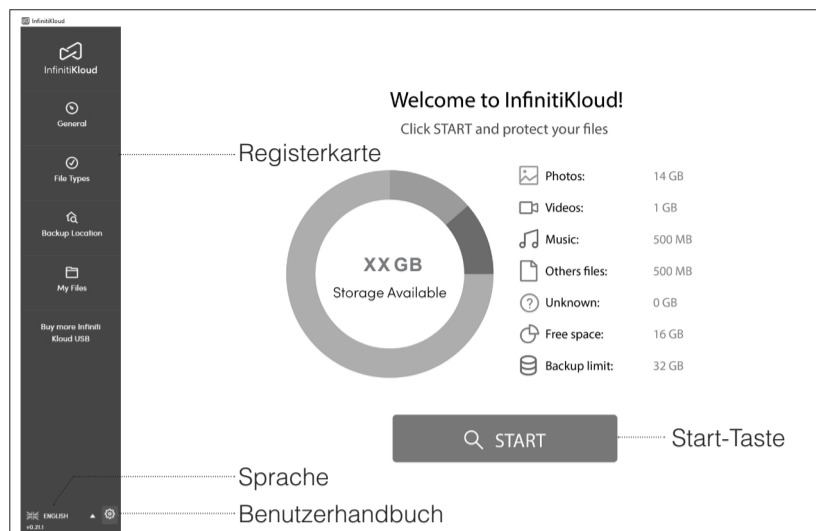 InfinitiKloud
InfinitiKloud
General
File Types
Backup Location
My Files
Buy more Infiniti
Kloud USB
ENGLISH
v0.21.1
Welcome to InfinitiKloud!
Click START and protect your files
XX GB
Storage Available
Photos: 14 GB
Videos: 1 GB
Music: 500 MB
Others files: 500 MB
Unknown: 0 GB
Free space: 16 GB
Backup limit: 32 GB
START
Registerkarte
Start-Taste
Sprache
Benutzerhandbuch